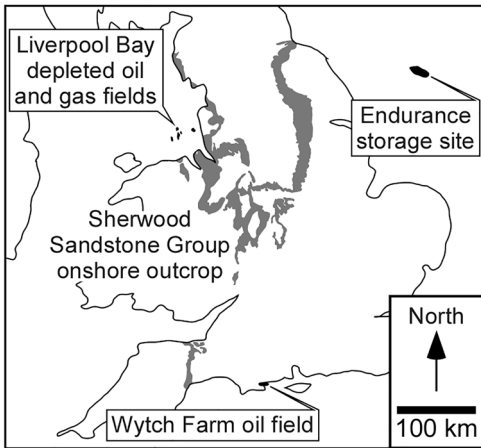 Liverpool Bay
depleted oil
and gas fields
Endurance
storage site
Sherwood
Sandstone Group
onshore outcrop
North
100 km
Wytch Farm oil field